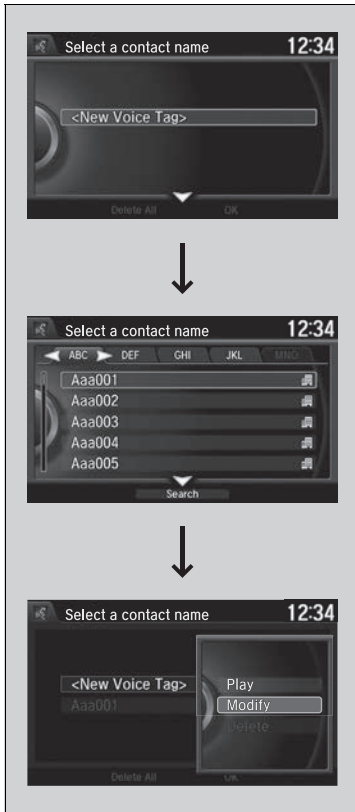 Select a contact name 12:34
<New Voice Tag>
Delete All OK
Select a contact name 12:34
ABC DEF GHI JKL MNO
Aaa001
Aaa002
Aaa003
Aaa004
Aaa005
Search
Select a contact name 12:34
<New Voice Tag>
Aaa001
Play
Modify
Delete
Delete All OK